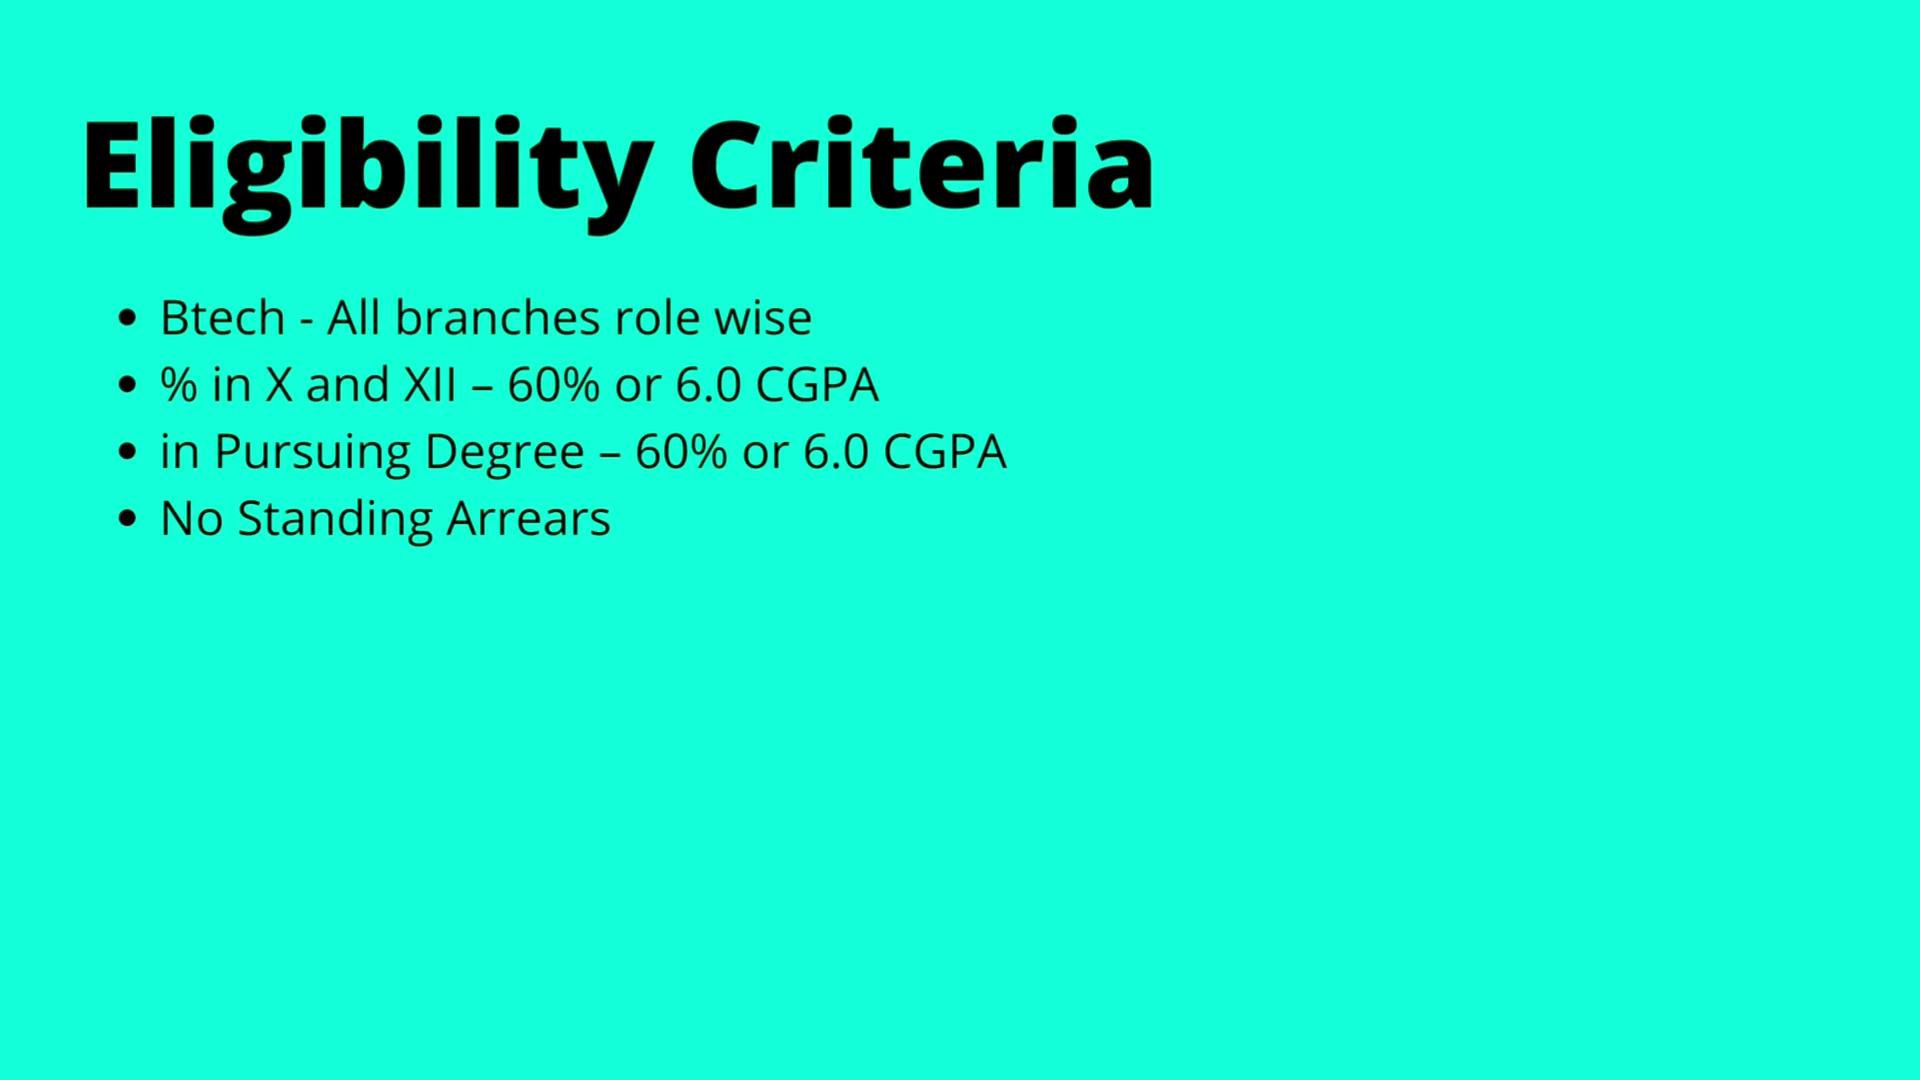 Eligibility Criteria
• Btech - All branches role wise
• % in X and XII – 60% or 6.0 CGPA
• in Pursuing Degree – 60% or 6.0 CGPA
• No Standing Arrears